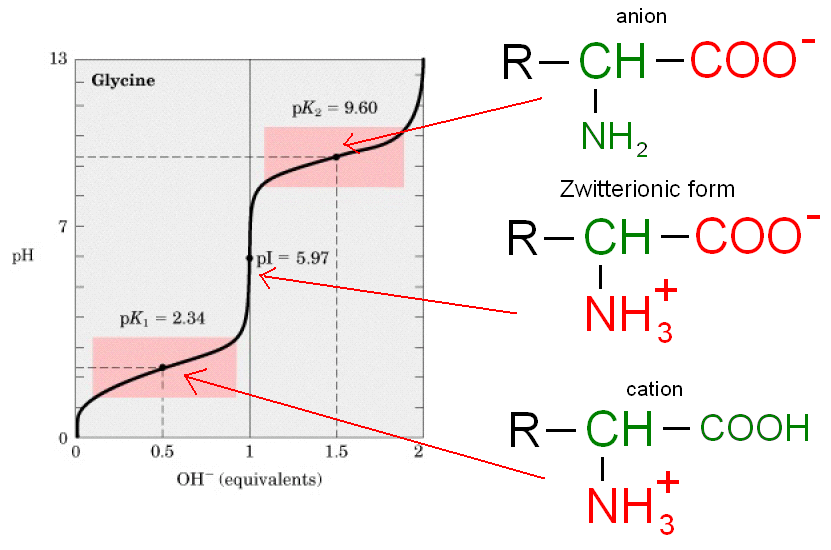 13
Glycine
pK₂ = 9.60
7
pH
pI = 5.97
pK₁ = 2.34
0
0 0.5 1 1.5 2
OH⁻ (equivalents)
anion
R—CH—COO⁻
NH₂
Zwitterionic form
R—CH—COO⁻
NH₃⁺
cation
R—CH—COOH
NH₃⁺